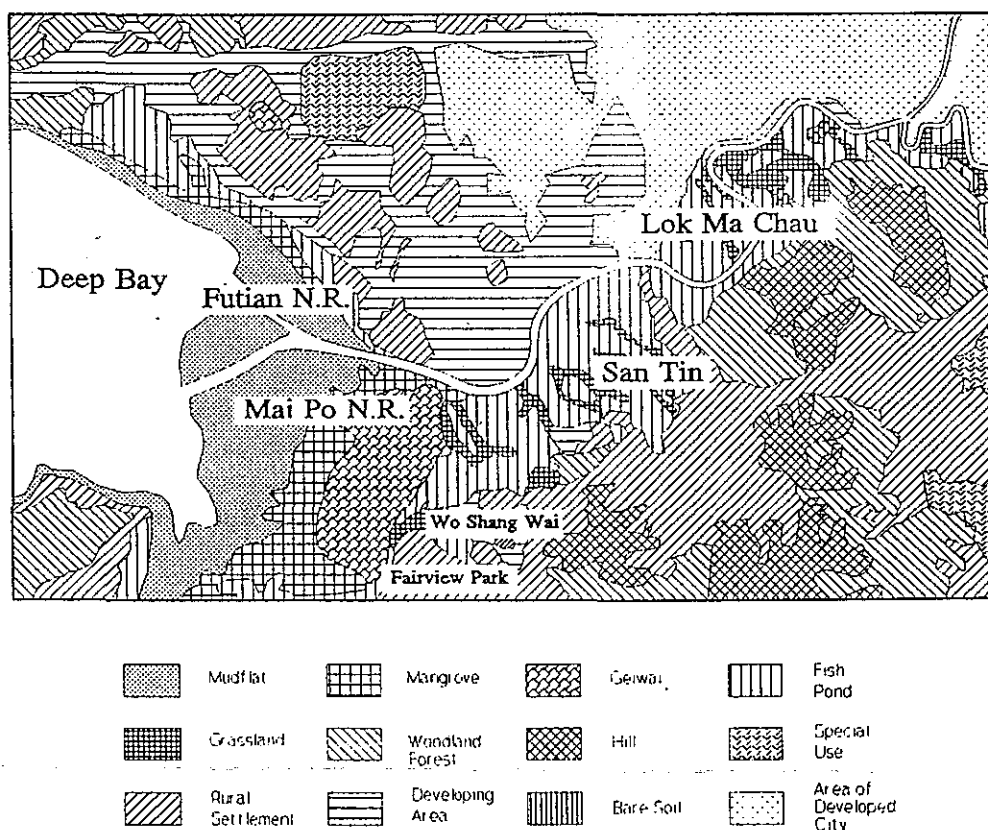 Lok Ma Chau
Deep Bay
Futian N.R.
San Tin
Mai Po N.R.
Wo Shang Wai
Fairview Park
Mudflat
Mangrove
Geiwai
Fish
Pond
Grassland
Woodland
Forest
Hill
Special
Use
Rural
Settlement
Developing
Area
Bare Soil
Area of
Developed
City